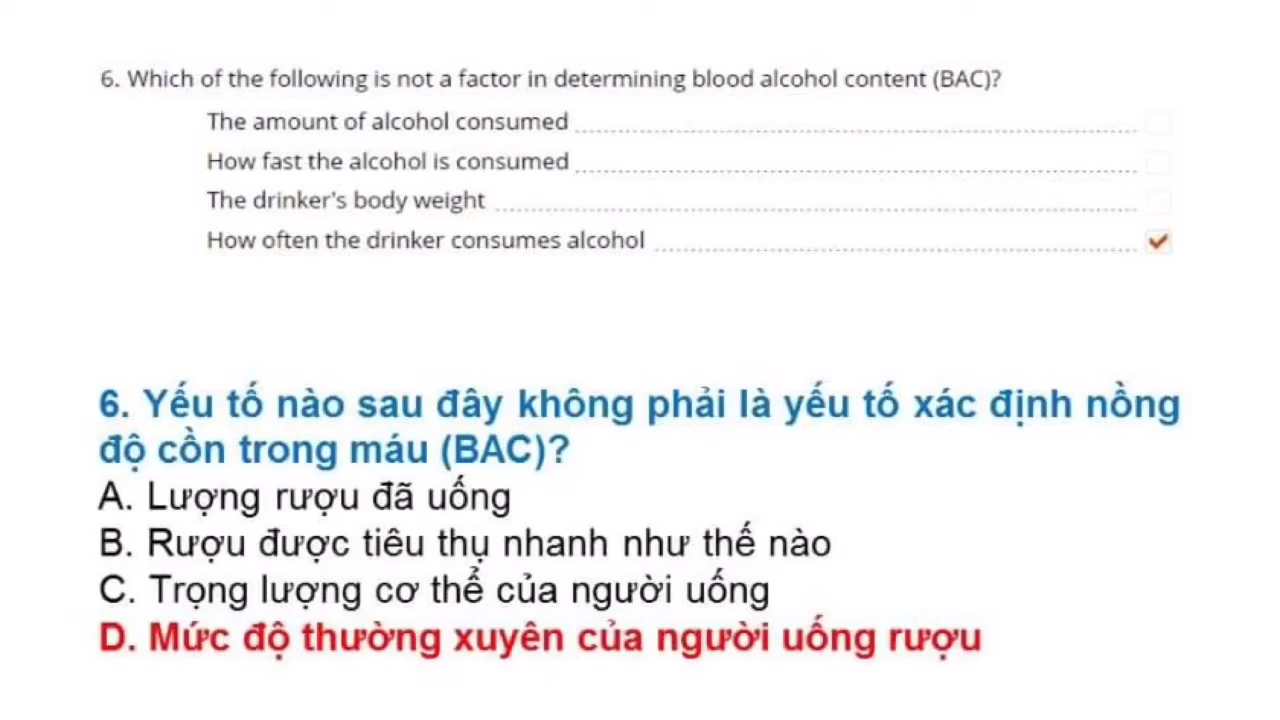 6. Which of the following is not a factor in determining blood alcohol content (BAC)?
The amount of alcohol consumed
How fast the alcohol is consumed
The drinker's body weight
How often the drinker consumes alcohol
6. Yếu tố nào sau đây không phải là yếu tố xác định nồng
độ cồn trong máu (BAC)?
A. Lượng rượu đã uống
B. Rượu được tiêu thụ nhanh như thế nào
C. Trọng lượng cơ thể của người uống
D. Mức độ thường xuyên của người uống rượu